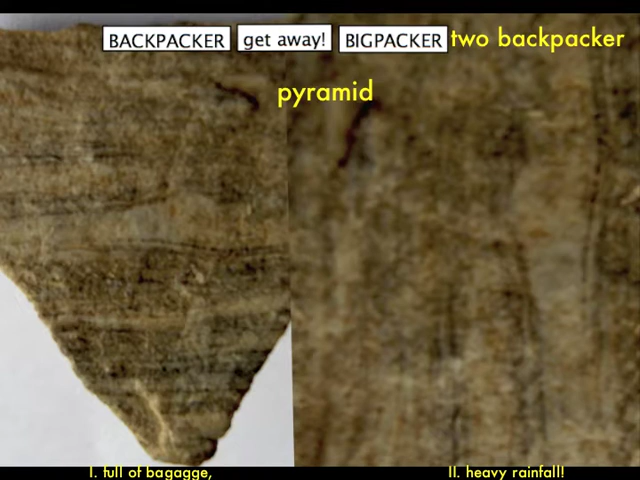 BACKPACKER get away! BIGPACKER two backpacker
pyramid
I. full of bagagge,
II. heavy rainfall!